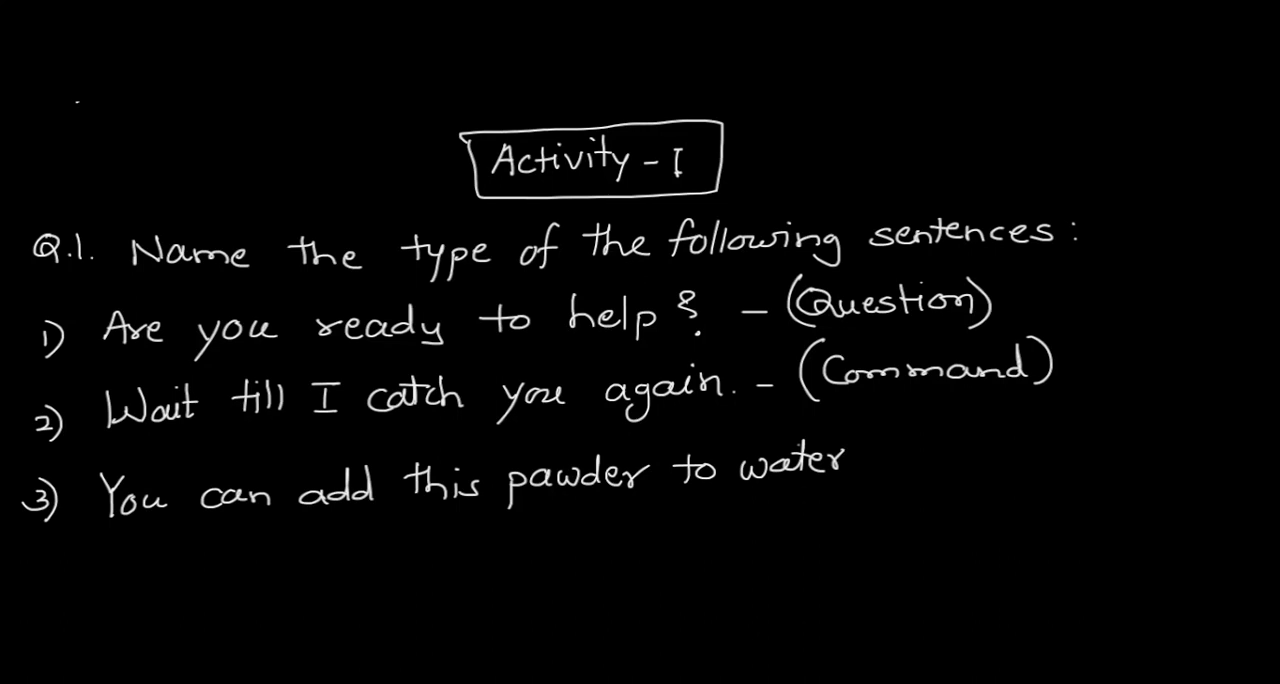 Activity - I
Q.1. Name the type of the following sentences :
1) Are you ready to help ? - (Question)
2) Wait till I catch you again. - (Command)
3) You can add this pawder to water